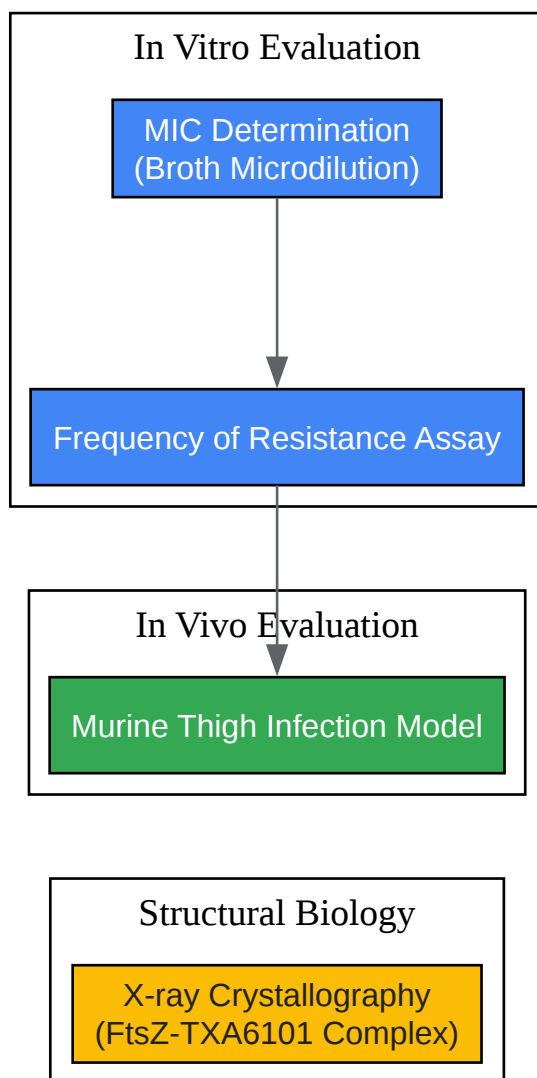 In Vitro Evaluation
MIC Determination
(Broth Microdilution)
Frequency of Resistance Assay
In Vivo Evaluation
Murine Thigh Infection Model
Structural Biology
X-ray Crystallography
(FtsZ-TXA6101 Complex)